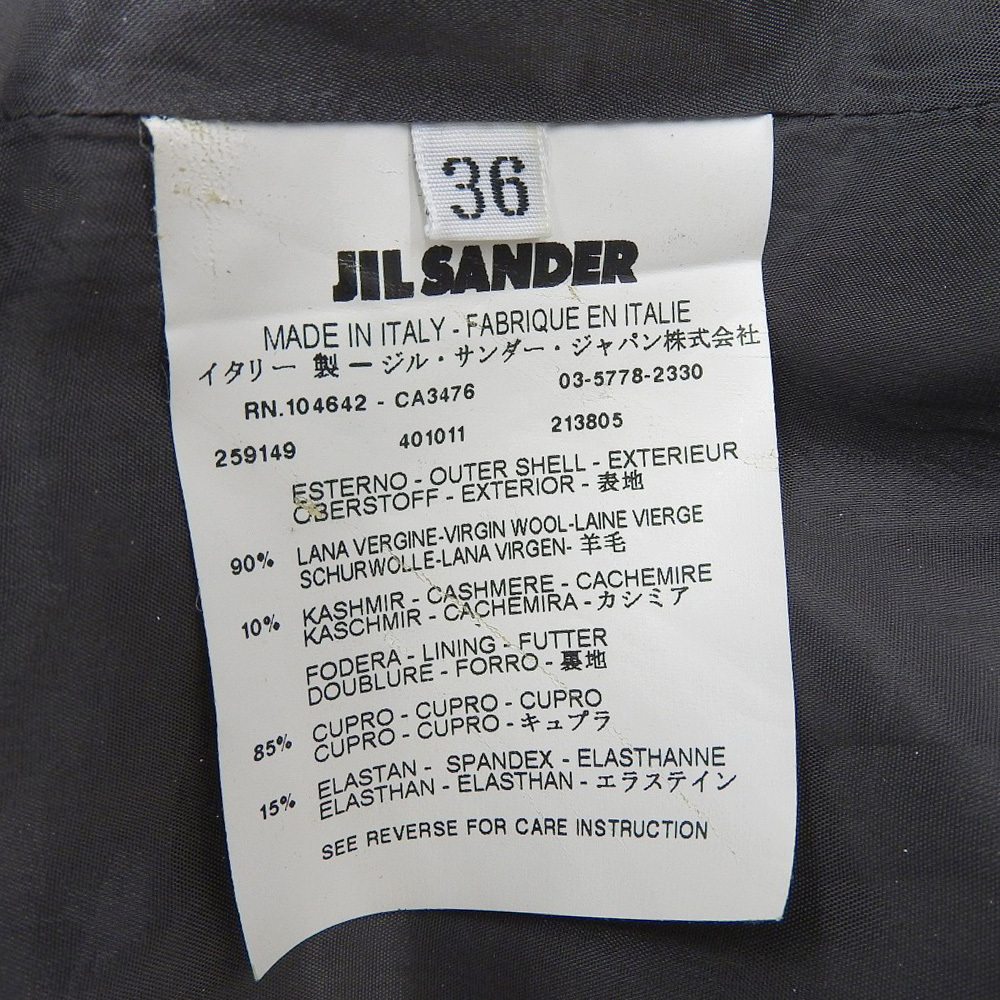 36
JIL SANDER
MADE IN ITALY - FABRIQUE EN ITALIE
イタリー 製 ー ジル・サンダー・ジャパン株式会社
RN.104642 - CA3476 03-5778-2330
259149 401011 213805
ESTERNO - OUTER SHELL - EXTERIEUR
OBERSTOFF - EXTERIOR - 表地
90% LANA VERGINE-VIRGIN WOOL-LAINE VIERGE
SCHURWOLLE-LANA VIRGEN- 羊毛
10% KASHMIR - CASHMERE - CACHEMIRE
KASCHMIR - CACHEMIRA - カシミア
FODERA - LINING - FUTTER
DOUBLURE - FORRO - 裏地
85% CUPRO - CUPRO - CUPRO
CUPRO - CUPRO - キュプラ
15% ELASTAN - SPANDEX - ELASTHANNE
ELASTHAN - ELASTHAN - エラステイン
SEE REVERSE FOR CARE INSTRUCTION